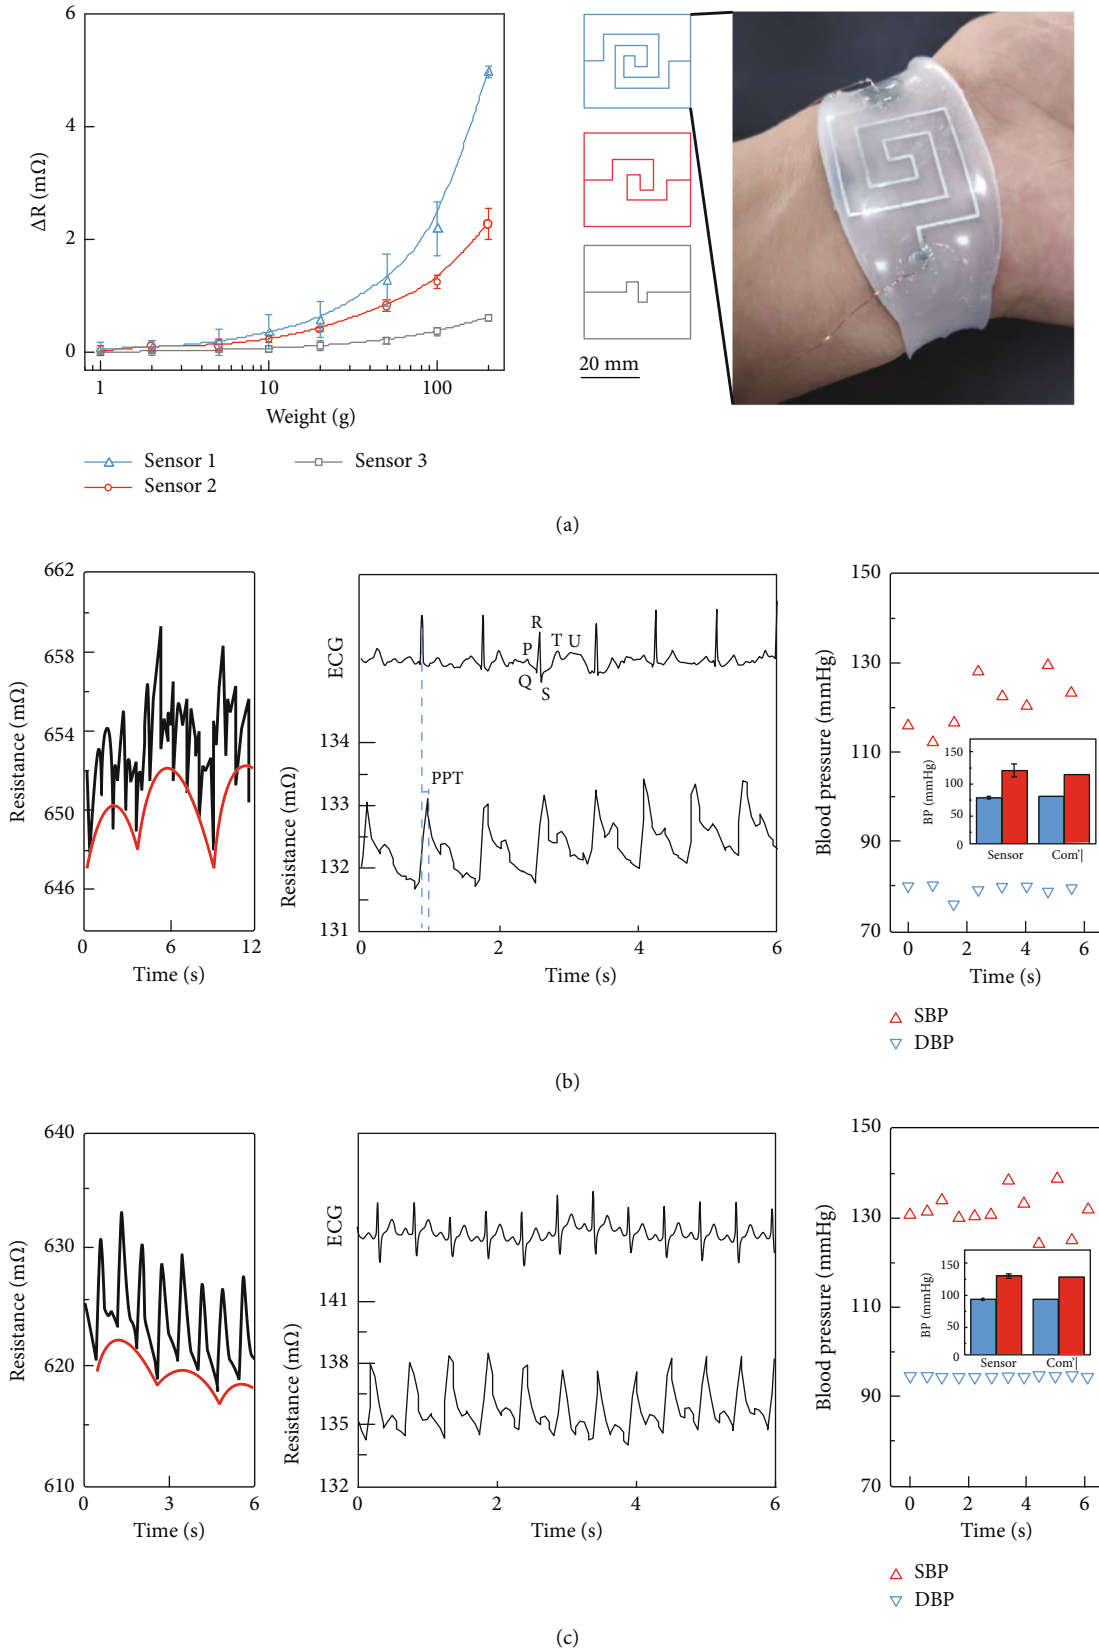 6
4
2
0
ΔR (mΩ)
1
10
100
Weight (g)
Sensor 1
Sensor 3
Sensor 2
20 mm
(a)
662
658
654
650
646
Resistance (mΩ)
0
6
12
Time (s)
ECG
P
R
T U
Q
S
134
133
132
131
PPT
Resistance (mΩ)
0
2
4
6
Time (s)
150
130
110
90
70
Blood pressure (mmHg)
150
100
50
0
BP (mmHg)
Sensor
Com'l
0
2
4
6
Time (s)
SBP
DBP
(b)
640
630
620
610
Resistance (mΩ)
0
3
6
Time (s)
ECG
141
138
135
132
Resistance (mΩ)
0
2
4
6
Time (s)
150
130
110
90
70
Blood pressure (mmHg)
150
100
50
0
BP (mmHg)
Sensor
Com'l
0
2
4
6
Time (s)
SBP
DBP
(c)